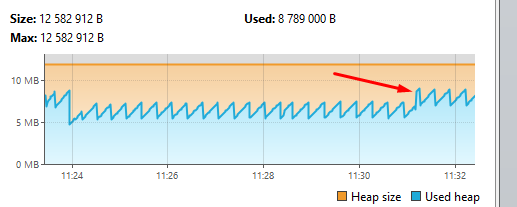 Size: 12 582 912 B Used: 8 789 000 B
Max: 12 582 912 B
10 MB
5 MB
0 MB
11:24 11:26 11:28 11:30 11:32
Heap size Used heap